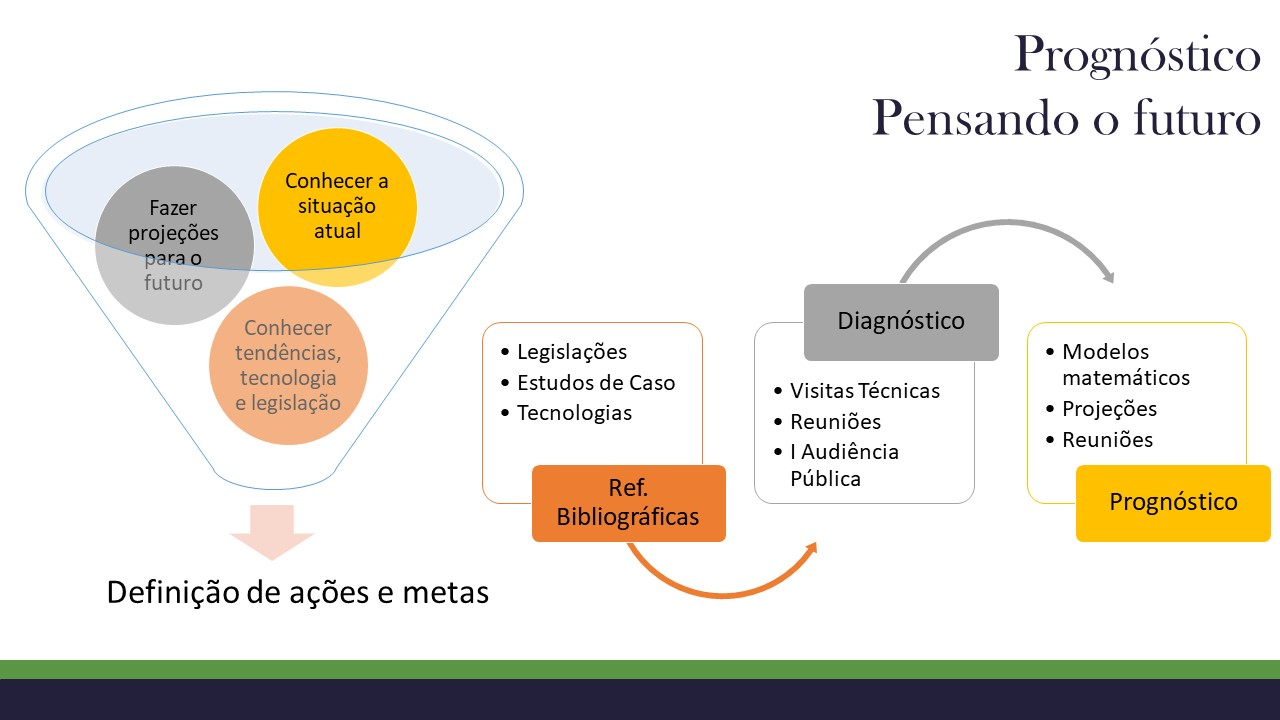 Prognóstico
Pensando o futuro
Conhecer a
situação
atual
Fazer
projeções
para o
futuro
Conhecer
tendências,
tecnologia
e legislação
Definição de ações e metas
• Legislações
• Estudos de Caso
• Tecnologias
Ref.
Bibliográficas
Diagnóstico
• Visitas Técnicas
• Reuniões
• I Audiência
Pública
• Modelos
matemáticos
• Projeções
• Reuniões
Prognóstico